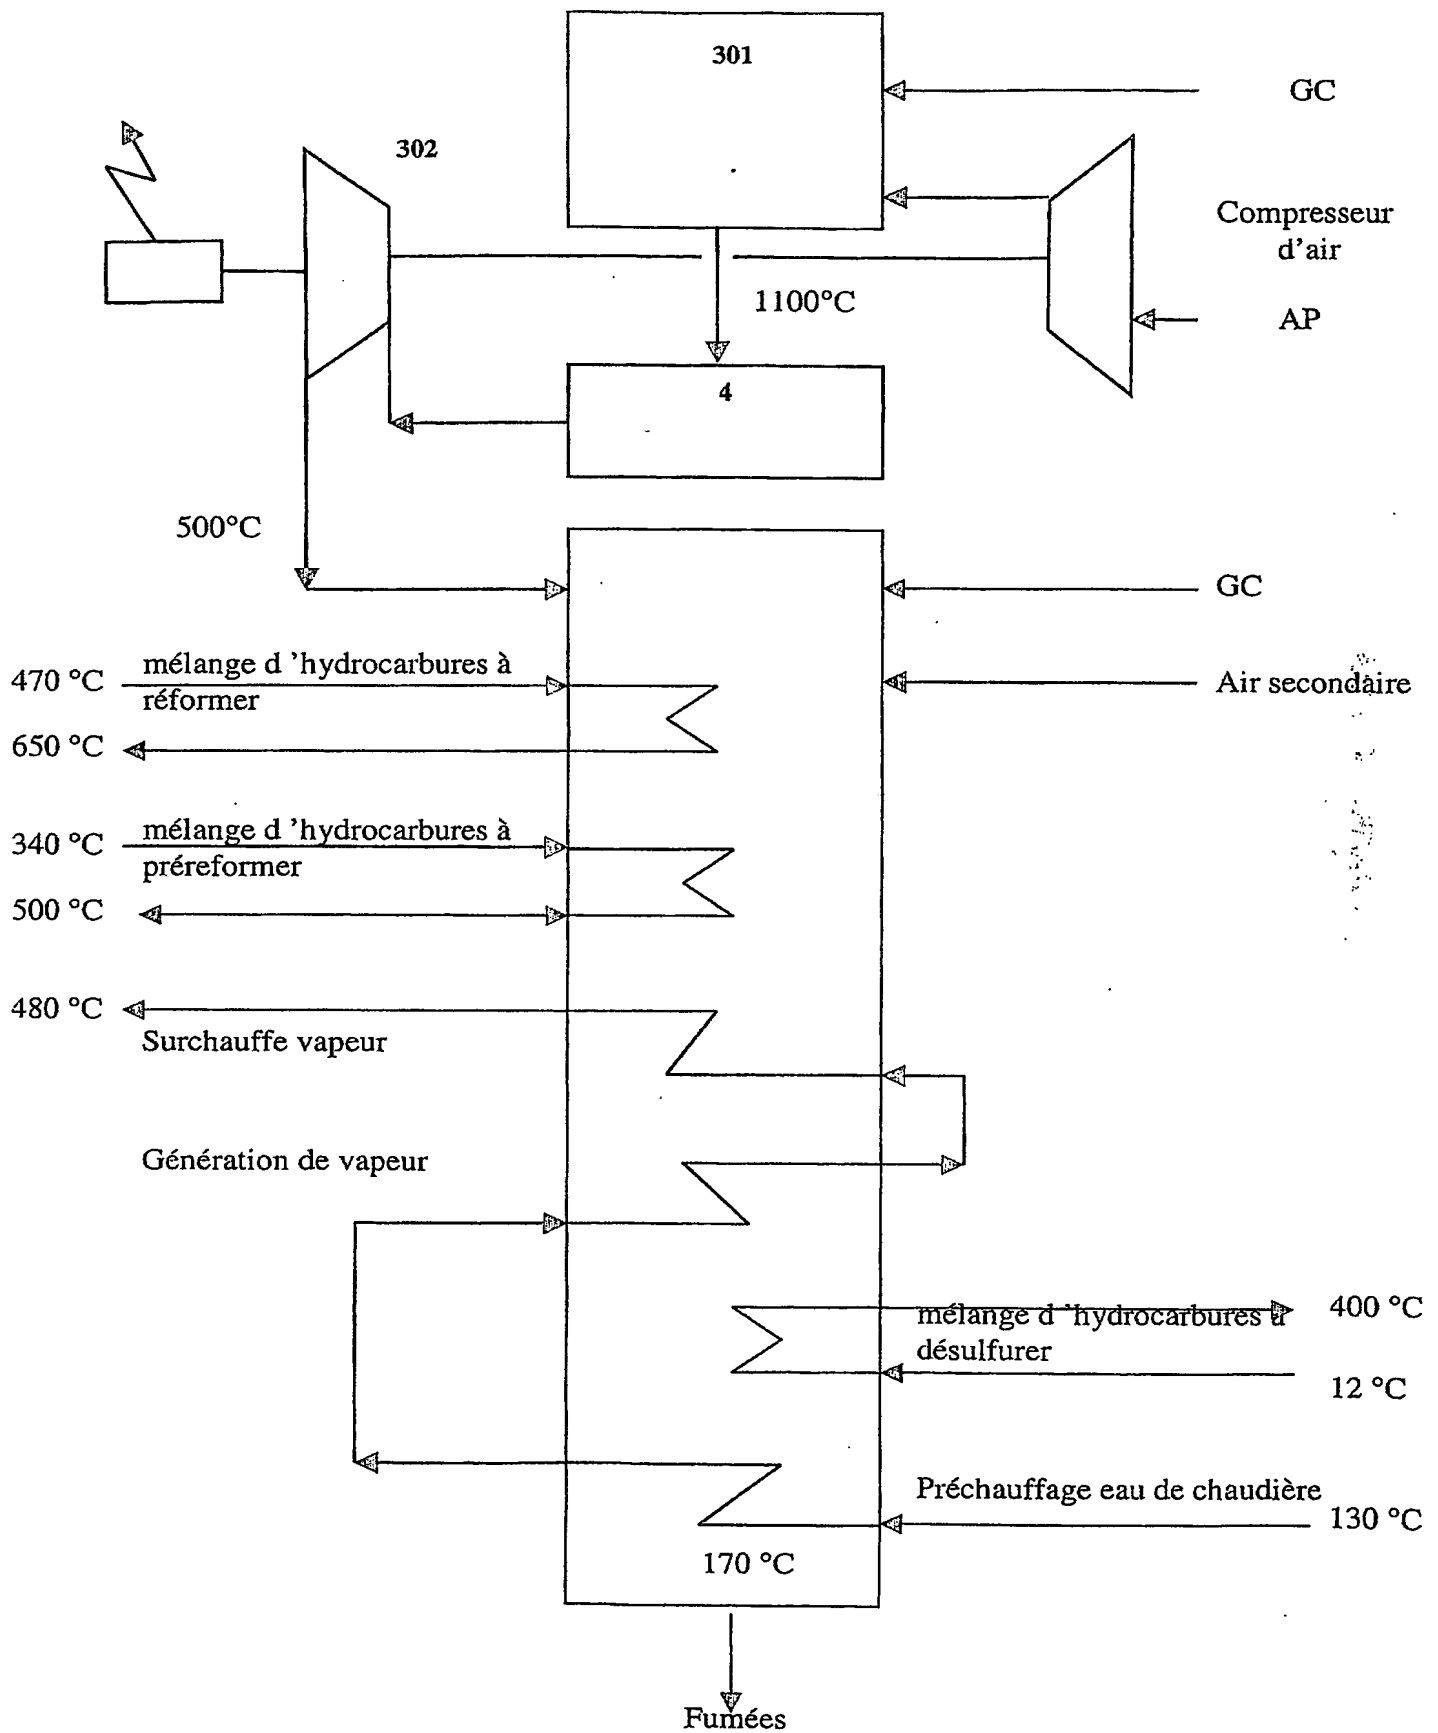 301
GC
302
Compresseur
d'air
1100°C
AP
4
500°C
GC
mélange d 'hydrocarbures à
470 °C
réformer
Air secondaire
650 °C
mélange d 'hydrocarbures à
340 °C
préreformer
500 °C
480 °C
Surchauffe vapeur
Génération de vapeur
400 °C
mélange d 'hydrocarbures à
désulfurer
12 °C
Préchauffage eau de chaudière
130 °C
170 °C
Fumées